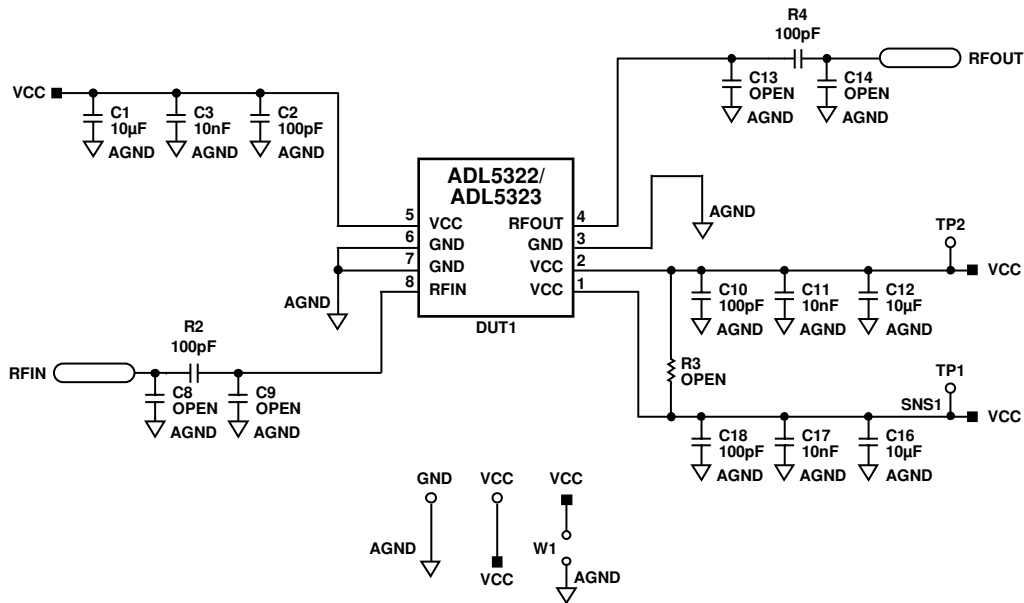 R4
100pF
RFOUT
C13
OPEN
AGND
C14
OPEN
AGND
VCC
C1
10µF
AGND
C3
10nF
AGND
C2
100pF
AGND
ADL5322/
ADL5323
5
VCC
6
GND
7
GND
8
RFIN
RFOUT
4
GND
3
VCC
2
VCC
1
DUT1
AGND
AGND
TP2
VCC
C10
100pF
AGND
C11
10nF
AGND
C12
10µF
AGND
R2
100pF
RFIN
C8
OPEN
AGND
C9
OPEN
AGND
R3
OPEN
TP1
SNS1
VCC
C18
100pF
AGND
C17
10nF
AGND
C16
10µF
AGND
GND
AGND
VCC
VCC
VCC
W1
AGND